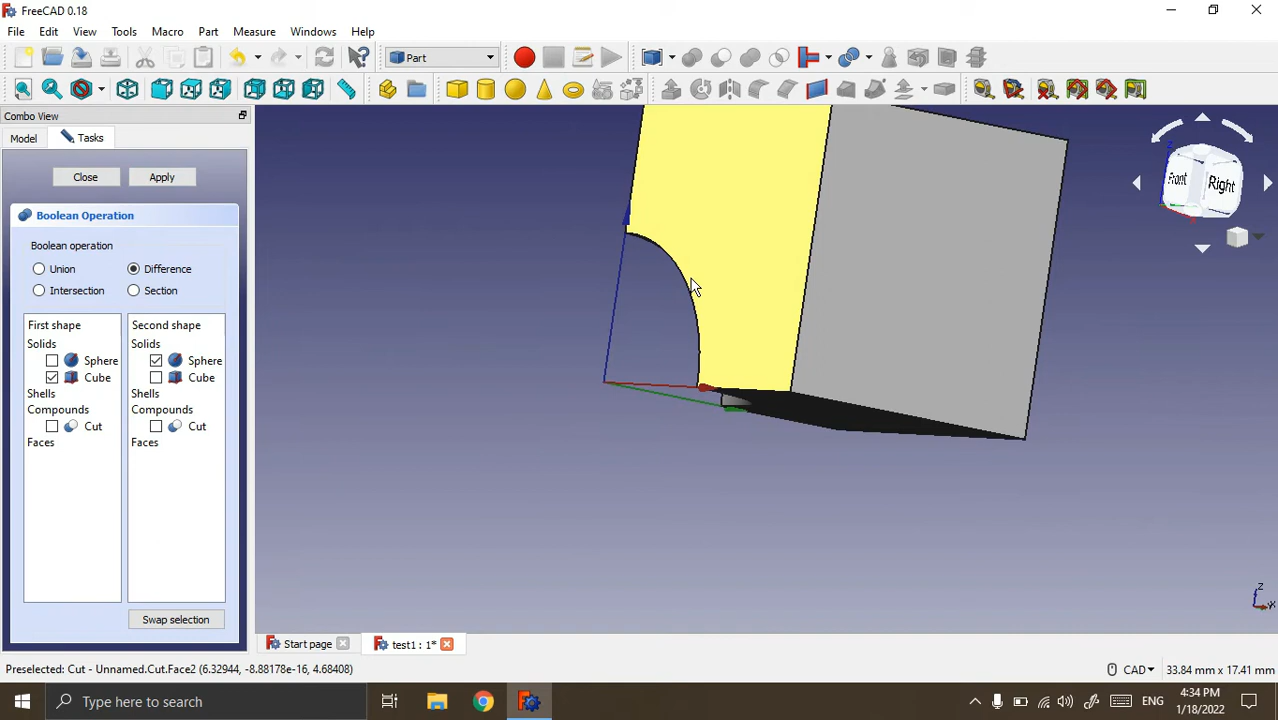 FreeCAD 0.18
File Edit View Tools Macro Part Measure Windows Help
Part
Combo View
Model Tasks
Close Apply
Boolean Operation
Boolean operation
Union Difference
Intersection Section
First shape Second shape
Solids Solids
Sphere Sphere
Cube Cube
Shells Shells
Compounds Compounds
Cut Cut
Faces Faces
Swap selection
Front Right
Z
Z
X
Start page test1 : 1*
Preselected: Cut - Unnamed.Cut.Face2 (6.32944, -8.88178e-16, 4.68408) CAD 33.84 mm x 17.41 mm
Type here to search
ENG
4:34 PM
1/18/2022